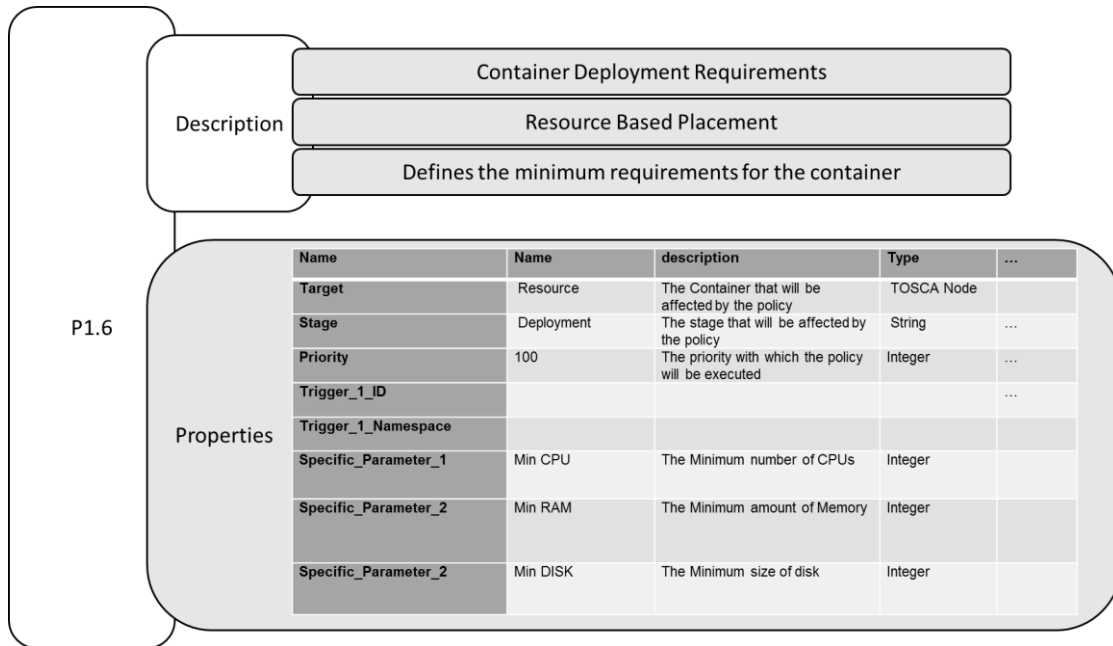 Container Deployment Requirements
Description
Resource Based Placement
Defines the minimum requirements for the container
P1.6
Properties
Name Name description Type ...
Target Resource The Container that will be affected by the policy TOSCA Node
Stage Deployment The stage that will be affected by the policy String ...
Priority 100 The priority with which the policy will be executed Integer ...
Trigger_1_ID ...
Trigger_1_Namespace
Specific_Parameter_1 Min CPU The Minimum number of CPUs Integer
Specific_Parameter_2 Min RAM The Minimum amount of Memory Integer
Specific_Parameter_2 Min DISK The Minimum size of disk Integer